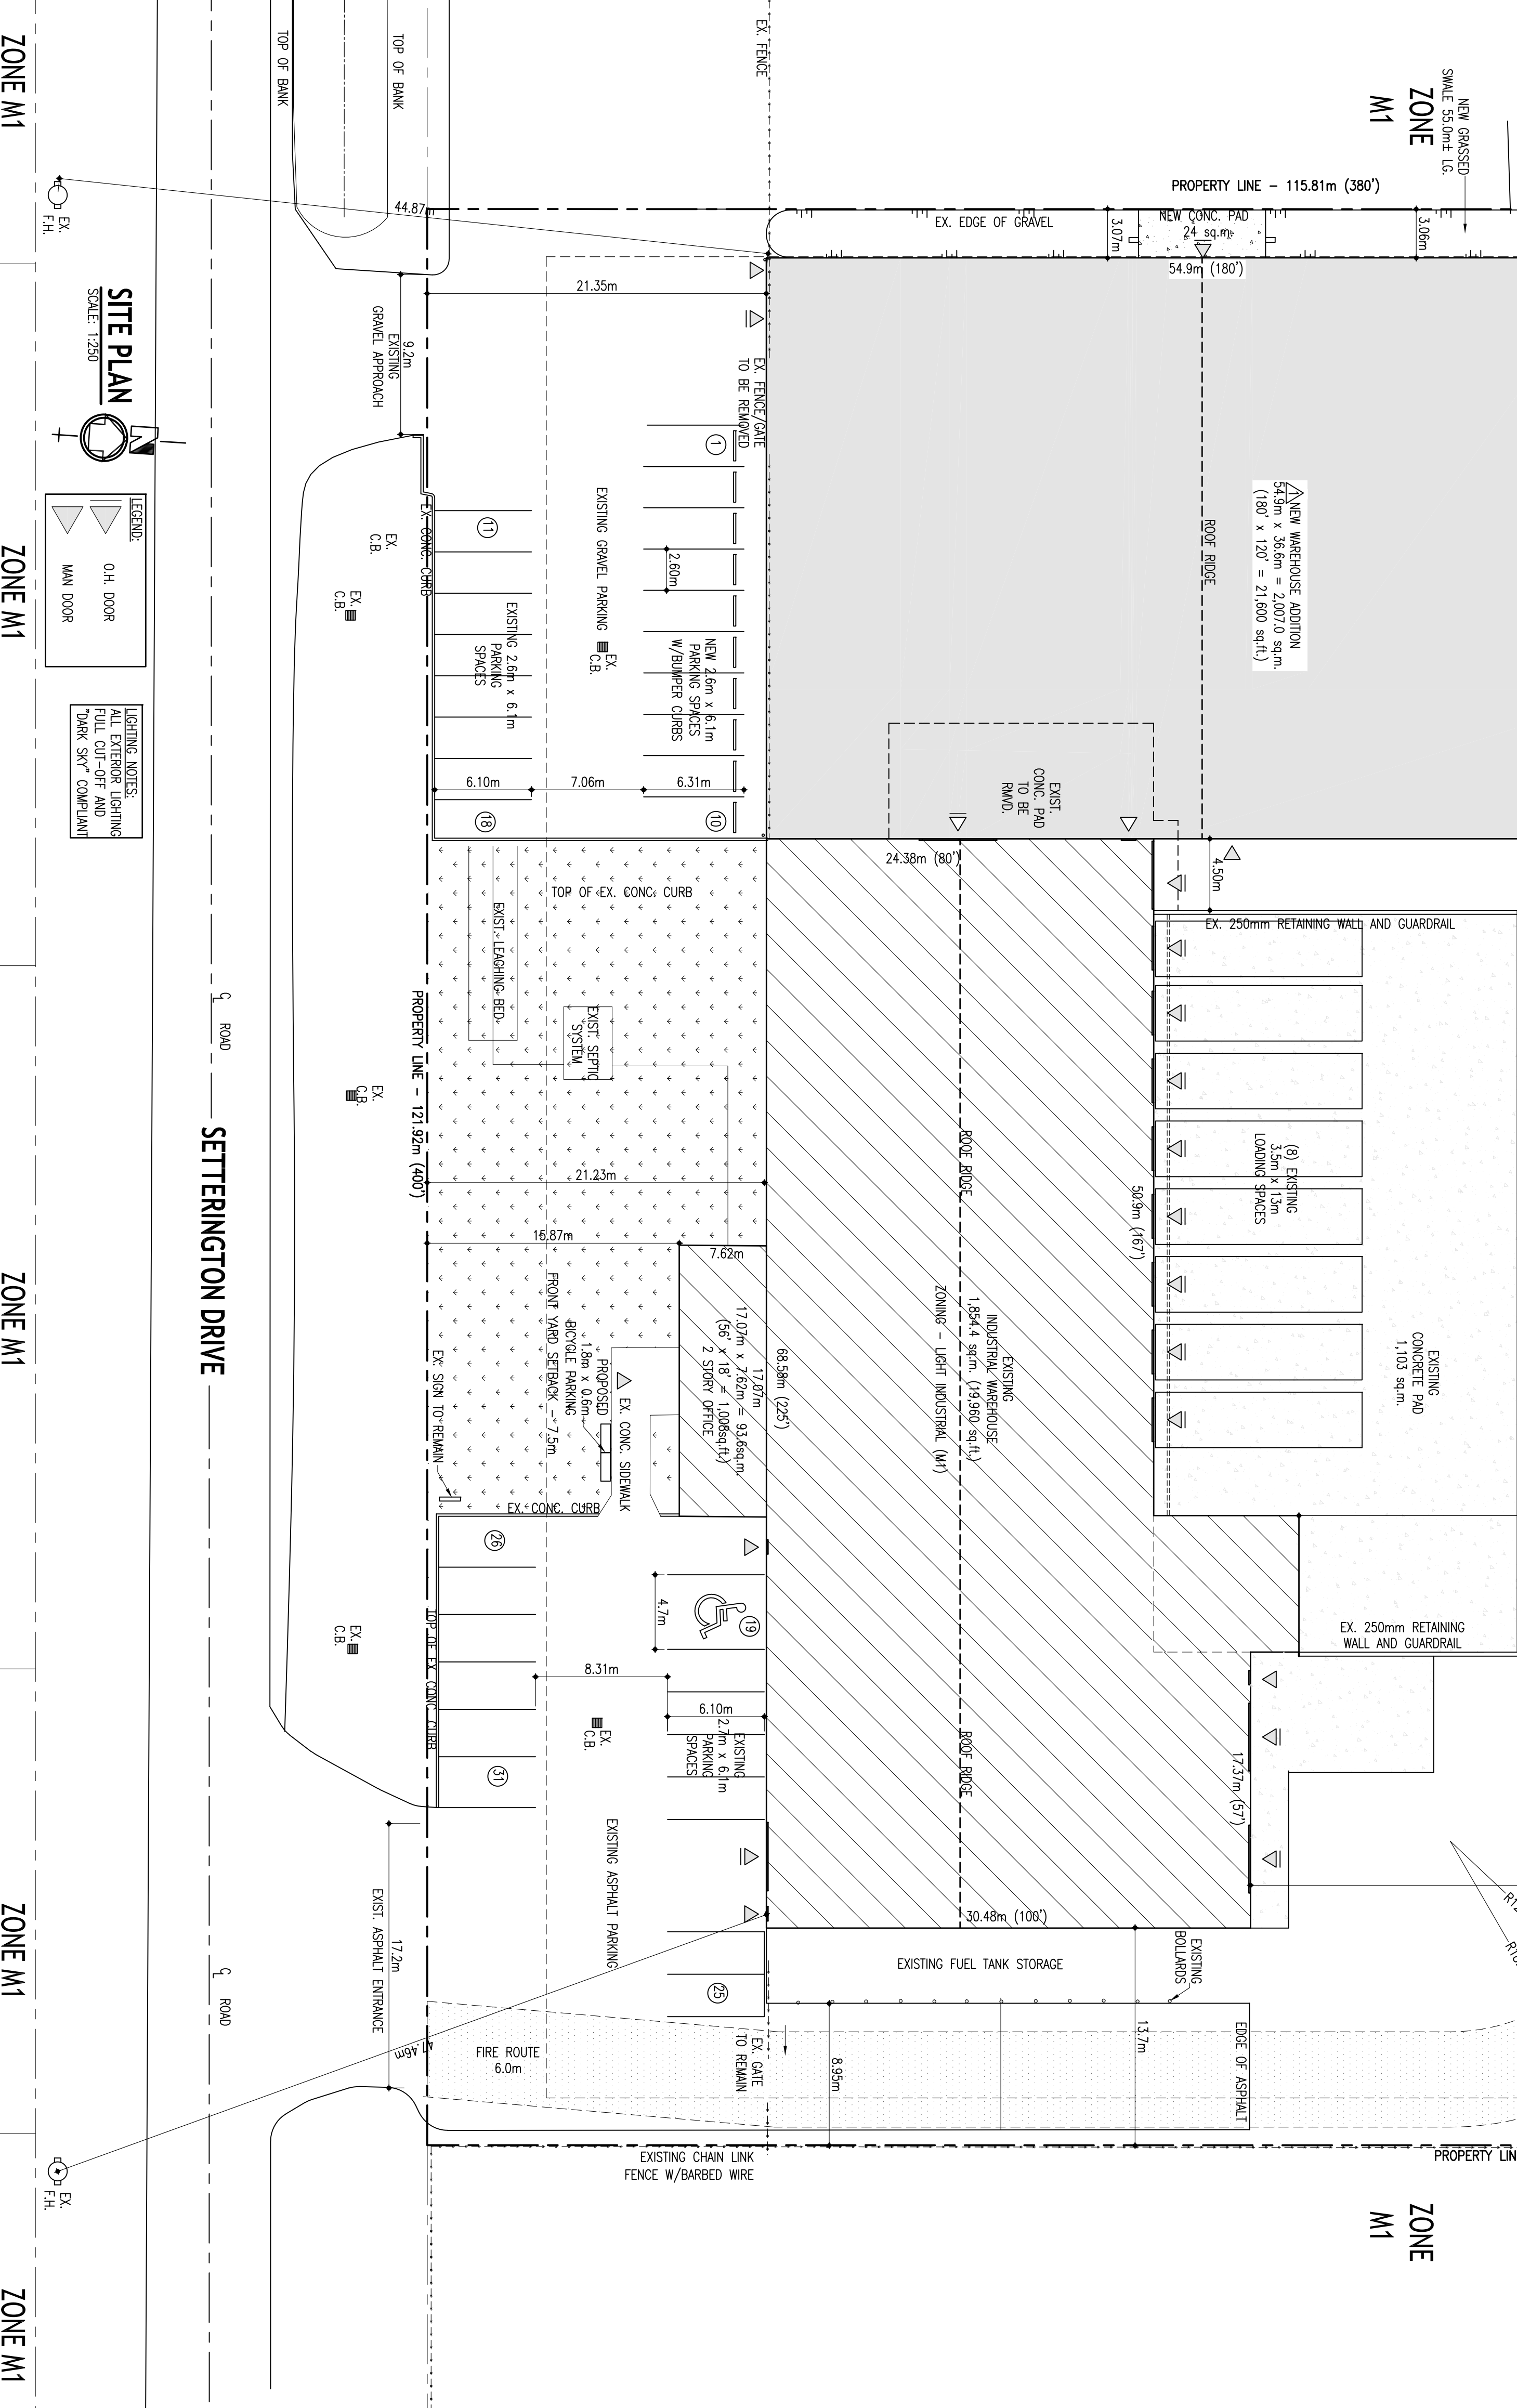 NEW GRASSED
SWALE 55.0m± LG.
ZONE
M1
PROPERTY LINE - 115.81m (380')
3.06m
3.07m
NEW CONC. PAD
24 sq.m.
EX. EDGE OF GRAVEL
54.9m (180')
ROOF RIDGE
1
NEW WAREHOUSE ADDITION
54.9m x 36.6m = 2,007.0 sq.m.
(180' x 120' = 21,600 sq.ft.)
EXIST.
CONC. PAD
TO BE
RMVD.
EX. FENCE
TOP OF BANK
TOP OF BANK
44.87m
EX.
F.H.
21.35m
EX. FENCE/GATE
TO BE REMOVED
9.2m
EXISTING
GRAVEL APPROACH
1
EXISTING GRAVEL PARKING
2.60m
EX.
C.B.
NEW 2.6m x 6.1m
PARKING SPACES
W/BUMPER CURBS
11
EX. CONC. CURB
EXISTING 2.6m x 6.1m
PARKING
SPACES
EX.
C.B.
EX.
C.B.
6.10m
7.06m
6.31m
10
18
SITE PLAN
SCALE: 1:250
N
LEGEND:
O.H. DOOR
MAN DOOR
LIGHTING NOTES:
ALL EXTERIOR LIGHTING
FULL CUT-OFF AND
"DARK SKY" COMPLIANT
24.38m (80')
4.50m
EX. 250mm RETAINING WALL AND GUARDRAIL
(8) EXISTING
3.5m x 13m
LOADING SPACES
EXISTING
CONCRETE PAD
1,103 sq.m.
50.9m (167')
ROOF RIDGE
EXISTING
INDUSTRIAL WAREHOUSE
1,854.4 sq.m. (19,960 sq.ft.)
ZONING - LIGHT INDUSTRIAL (M1)
68.58m (225')
17.07m
17.07m x 7.62m = 93.6sq.m.
(56' x 18' = 1,008sq.ft.)
2 STORY OFFICE
7.62m
TOP OF EX. CONC. CURB
EXIST. LEACHING BED
EXIST. SEPTIC
SYSTEM
21.23m
15.87m
PROPERTY LINE - 121.92m (400')
EX.
C.B.
C
L
ROAD
SETTERINGTON DRIVE
EX. CONC. SIDEWALK
PROPOSED
1.8m x 0.6m
BICYCLE PARKING
FRONT YARD SETBACK - 7.5m
EX. SIGN TO REMAIN
EX. CONC. CURB
26
19
4.7m
8.31m
6.10m
EXISTING
2.7m x 6.1m
PARKING
SPACES
EX.
C.B.
TOP OF EX CONC. CURB
31
EX.
C.B.
EX. 250mm RETAINING
WALL AND GUARDRAIL
17.37m (57')
ROOF RIDGE
30.48m (100')
EXISTING ASPHALT PARKING
25
17.2m
EXIST. ASPHALT ENTRANCE
EXISTING FUEL TANK STORAGE
EXISTING
BOLLARDS
13.7m
8.95m
EDGE OF ASPHALT
EX. GATE
TO REMAIN
FIRE ROUTE
6.0m
47.46m
C
L
ROAD
EXISTING CHAIN LINK
FENCE W/BARBED WIRE
PROPERTY LIN
ZONE
M1
EX.
F.H.
ZONE M1
ZONE M1
ZONE M1
ZONE M1
ZONE M1